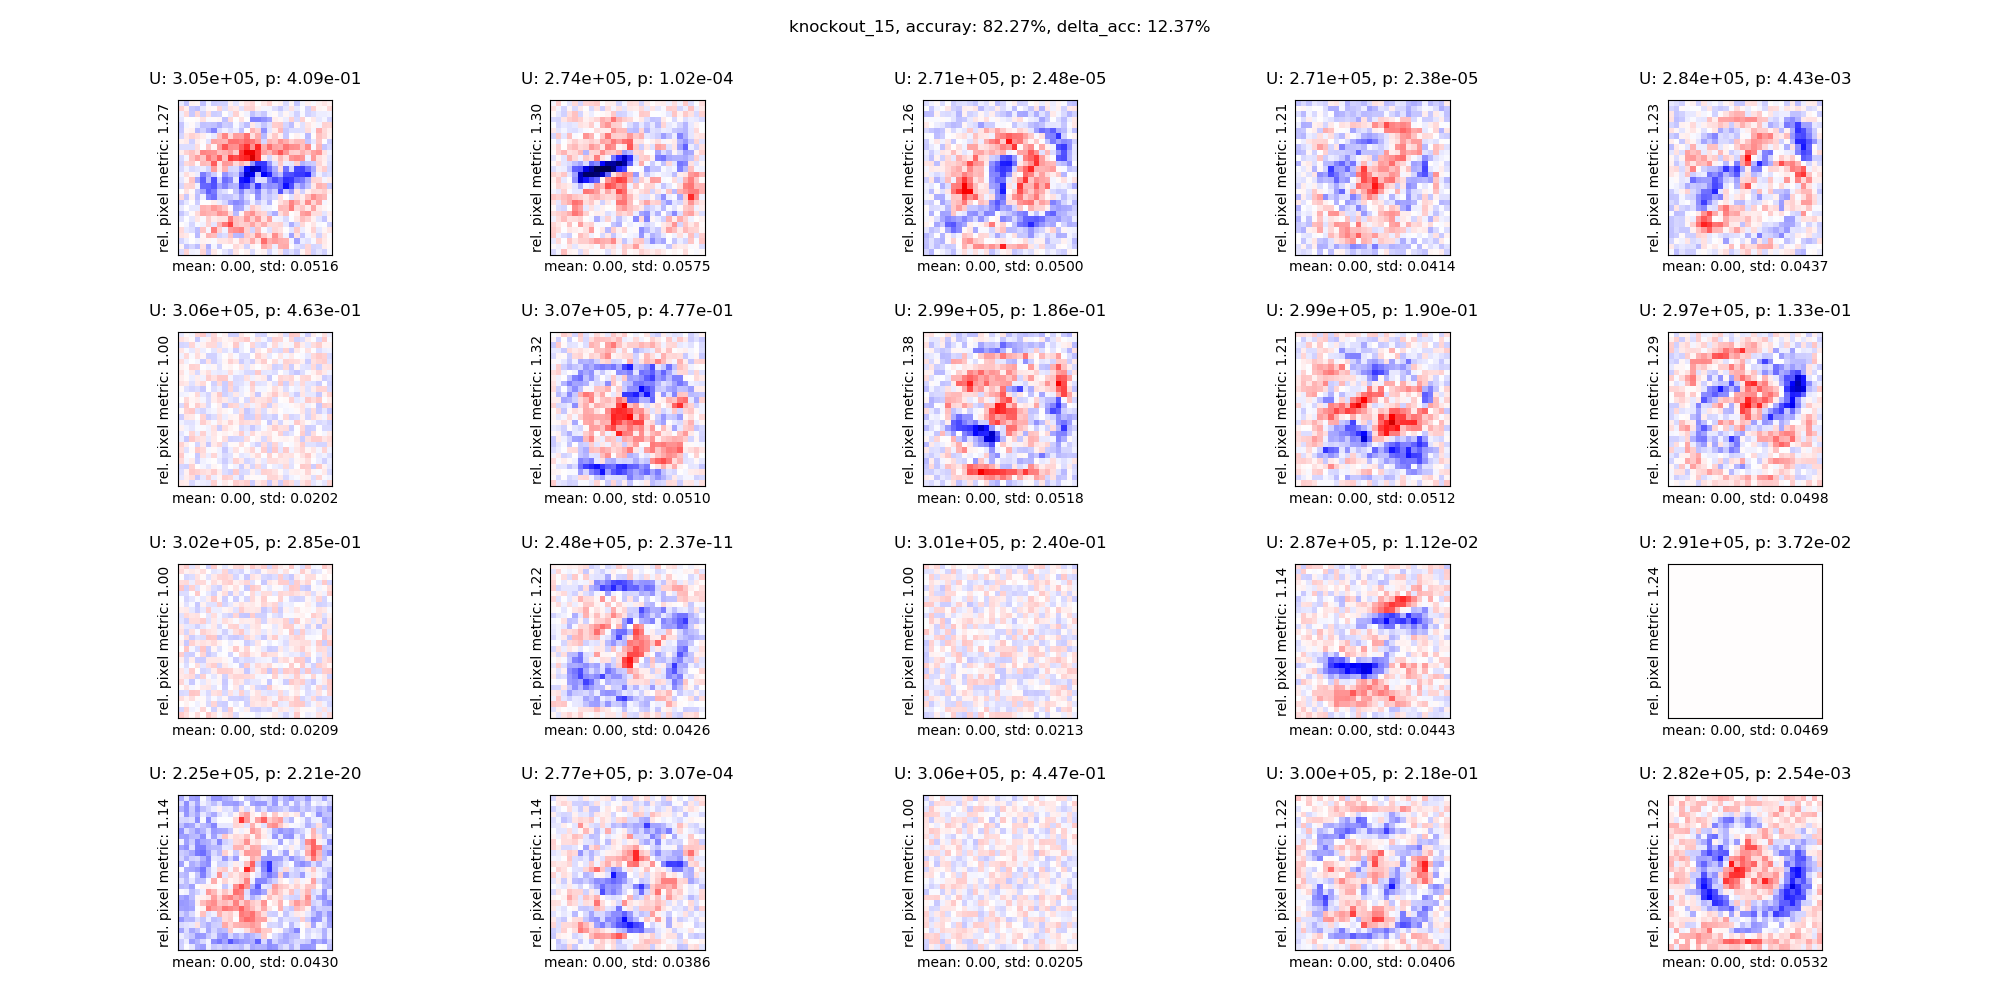 knockout_15, accuray: 82.27%, delta_acc: 12.37%
U: 3.05e+05, p: 4.09e-01
rel. pixel metric: 1.27
mean: 0.00, std: 0.0516
U: 2.74e+05, p: 1.02e-04
rel. pixel metric: 1.30
mean: 0.00, std: 0.0575
U: 2.71e+05, p: 2.48e-05
rel. pixel metric: 1.26
mean: 0.00, std: 0.0500
U: 2.71e+05, p: 2.38e-05
rel. pixel metric: 1.21
mean: 0.00, std: 0.0414
U: 2.84e+05, p: 4.43e-03
rel. pixel metric: 1.23
mean: 0.00, std: 0.0437
U: 3.06e+05, p: 4.63e-01
rel. pixel metric: 1.00
mean: 0.00, std: 0.0202
U: 3.07e+05, p: 4.77e-01
rel. pixel metric: 1.32
mean: 0.00, std: 0.0510
U: 2.99e+05, p: 1.86e-01
rel. pixel metric: 1.38
mean: 0.00, std: 0.0518
U: 2.99e+05, p: 1.90e-01
rel. pixel metric: 1.21
mean: 0.00, std: 0.0512
U: 2.97e+05, p: 1.33e-01
rel. pixel metric: 1.29
mean: 0.00, std: 0.0498
U: 3.02e+05, p: 2.85e-01
rel. pixel metric: 1.00
mean: 0.00, std: 0.0209
U: 2.48e+05, p: 2.37e-11
rel. pixel metric: 1.22
mean: 0.00, std: 0.0426
U: 3.01e+05, p: 2.40e-01
rel. pixel metric: 1.00
mean: 0.00, std: 0.0213
U: 2.87e+05, p: 1.12e-02
rel. pixel metric: 1.14
mean: 0.00, std: 0.0443
U: 2.91e+05, p: 3.72e-02
rel. pixel metric: 1.24
mean: 0.00, std: 0.0469
U: 2.25e+05, p: 2.21e-20
rel. pixel metric: 1.14
mean: 0.00, std: 0.0430
U: 2.77e+05, p: 3.07e-04
rel. pixel metric: 1.14
mean: 0.00, std: 0.0386
U: 3.06e+05, p: 4.47e-01
rel. pixel metric: 1.00
mean: 0.00, std: 0.0205
U: 3.00e+05, p: 2.18e-01
rel. pixel metric: 1.22
mean: 0.00, std: 0.0406
U: 2.82e+05, p: 2.54e-03
rel. pixel metric: 1.22
mean: 0.00, std: 0.0532